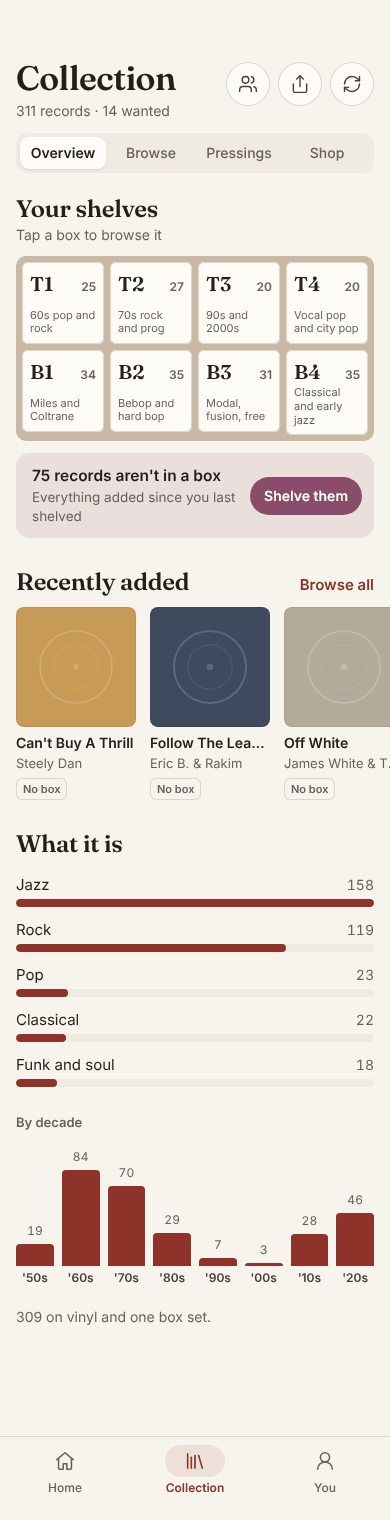 Collection
311 records · 14 wanted
Overview Browse Pressings Shop
Your shelves
Tap a box to browse it
T1 25
60s pop and
rock
T2 27
70s rock
and prog
T3 20
90s and
2000s
T4 20
Vocal pop
and city pop
B1 34
Miles and
Coltrane
B2 35
Bebop and
hard bop
B3 31
Modal,
fusion, free
B4 35
Classical
and early
jazz
75 records aren't in a box
Everything added since you last
shelved
Shelve them
Recently added Browse all
Can't Buy A Thrill
Steely Dan
No box
Follow The Lea...
Eric B. & Rakim
No box
Off White
James White & T.
No box
What it is
Jazz 158
Rock 119
Pop 23
Classical 22
Funk and soul 18
By decade
19 84 70 29 7 3 28 46
'50s '60s '70s '80s '90s '00s '10s '20s
309 on vinyl and one box set.
Home Collection You